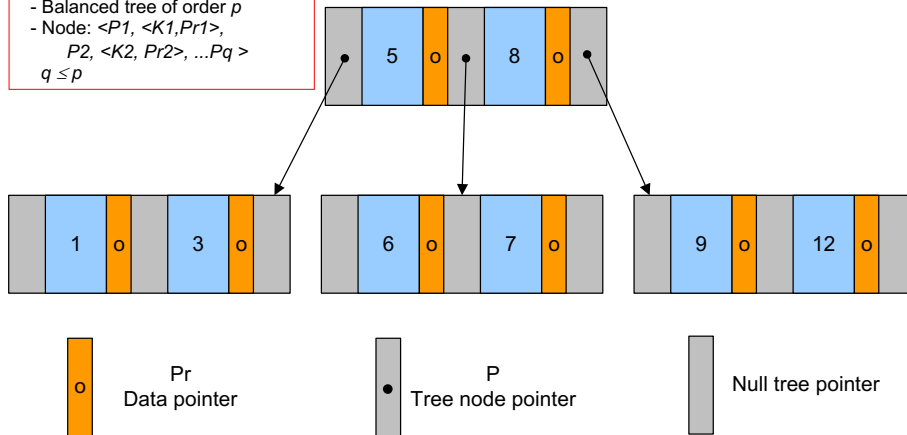 - Balanced tree of order p
- Node: <P1, <K1,Pr1>,
P2, <K2, Pr2>, ...Pq >
q ≤ p
5 o 8 o
1 o 3 o
6 o 7 o
9 o 12 o
o
Pr
Data pointer
P
Tree node pointer
Null tree pointer